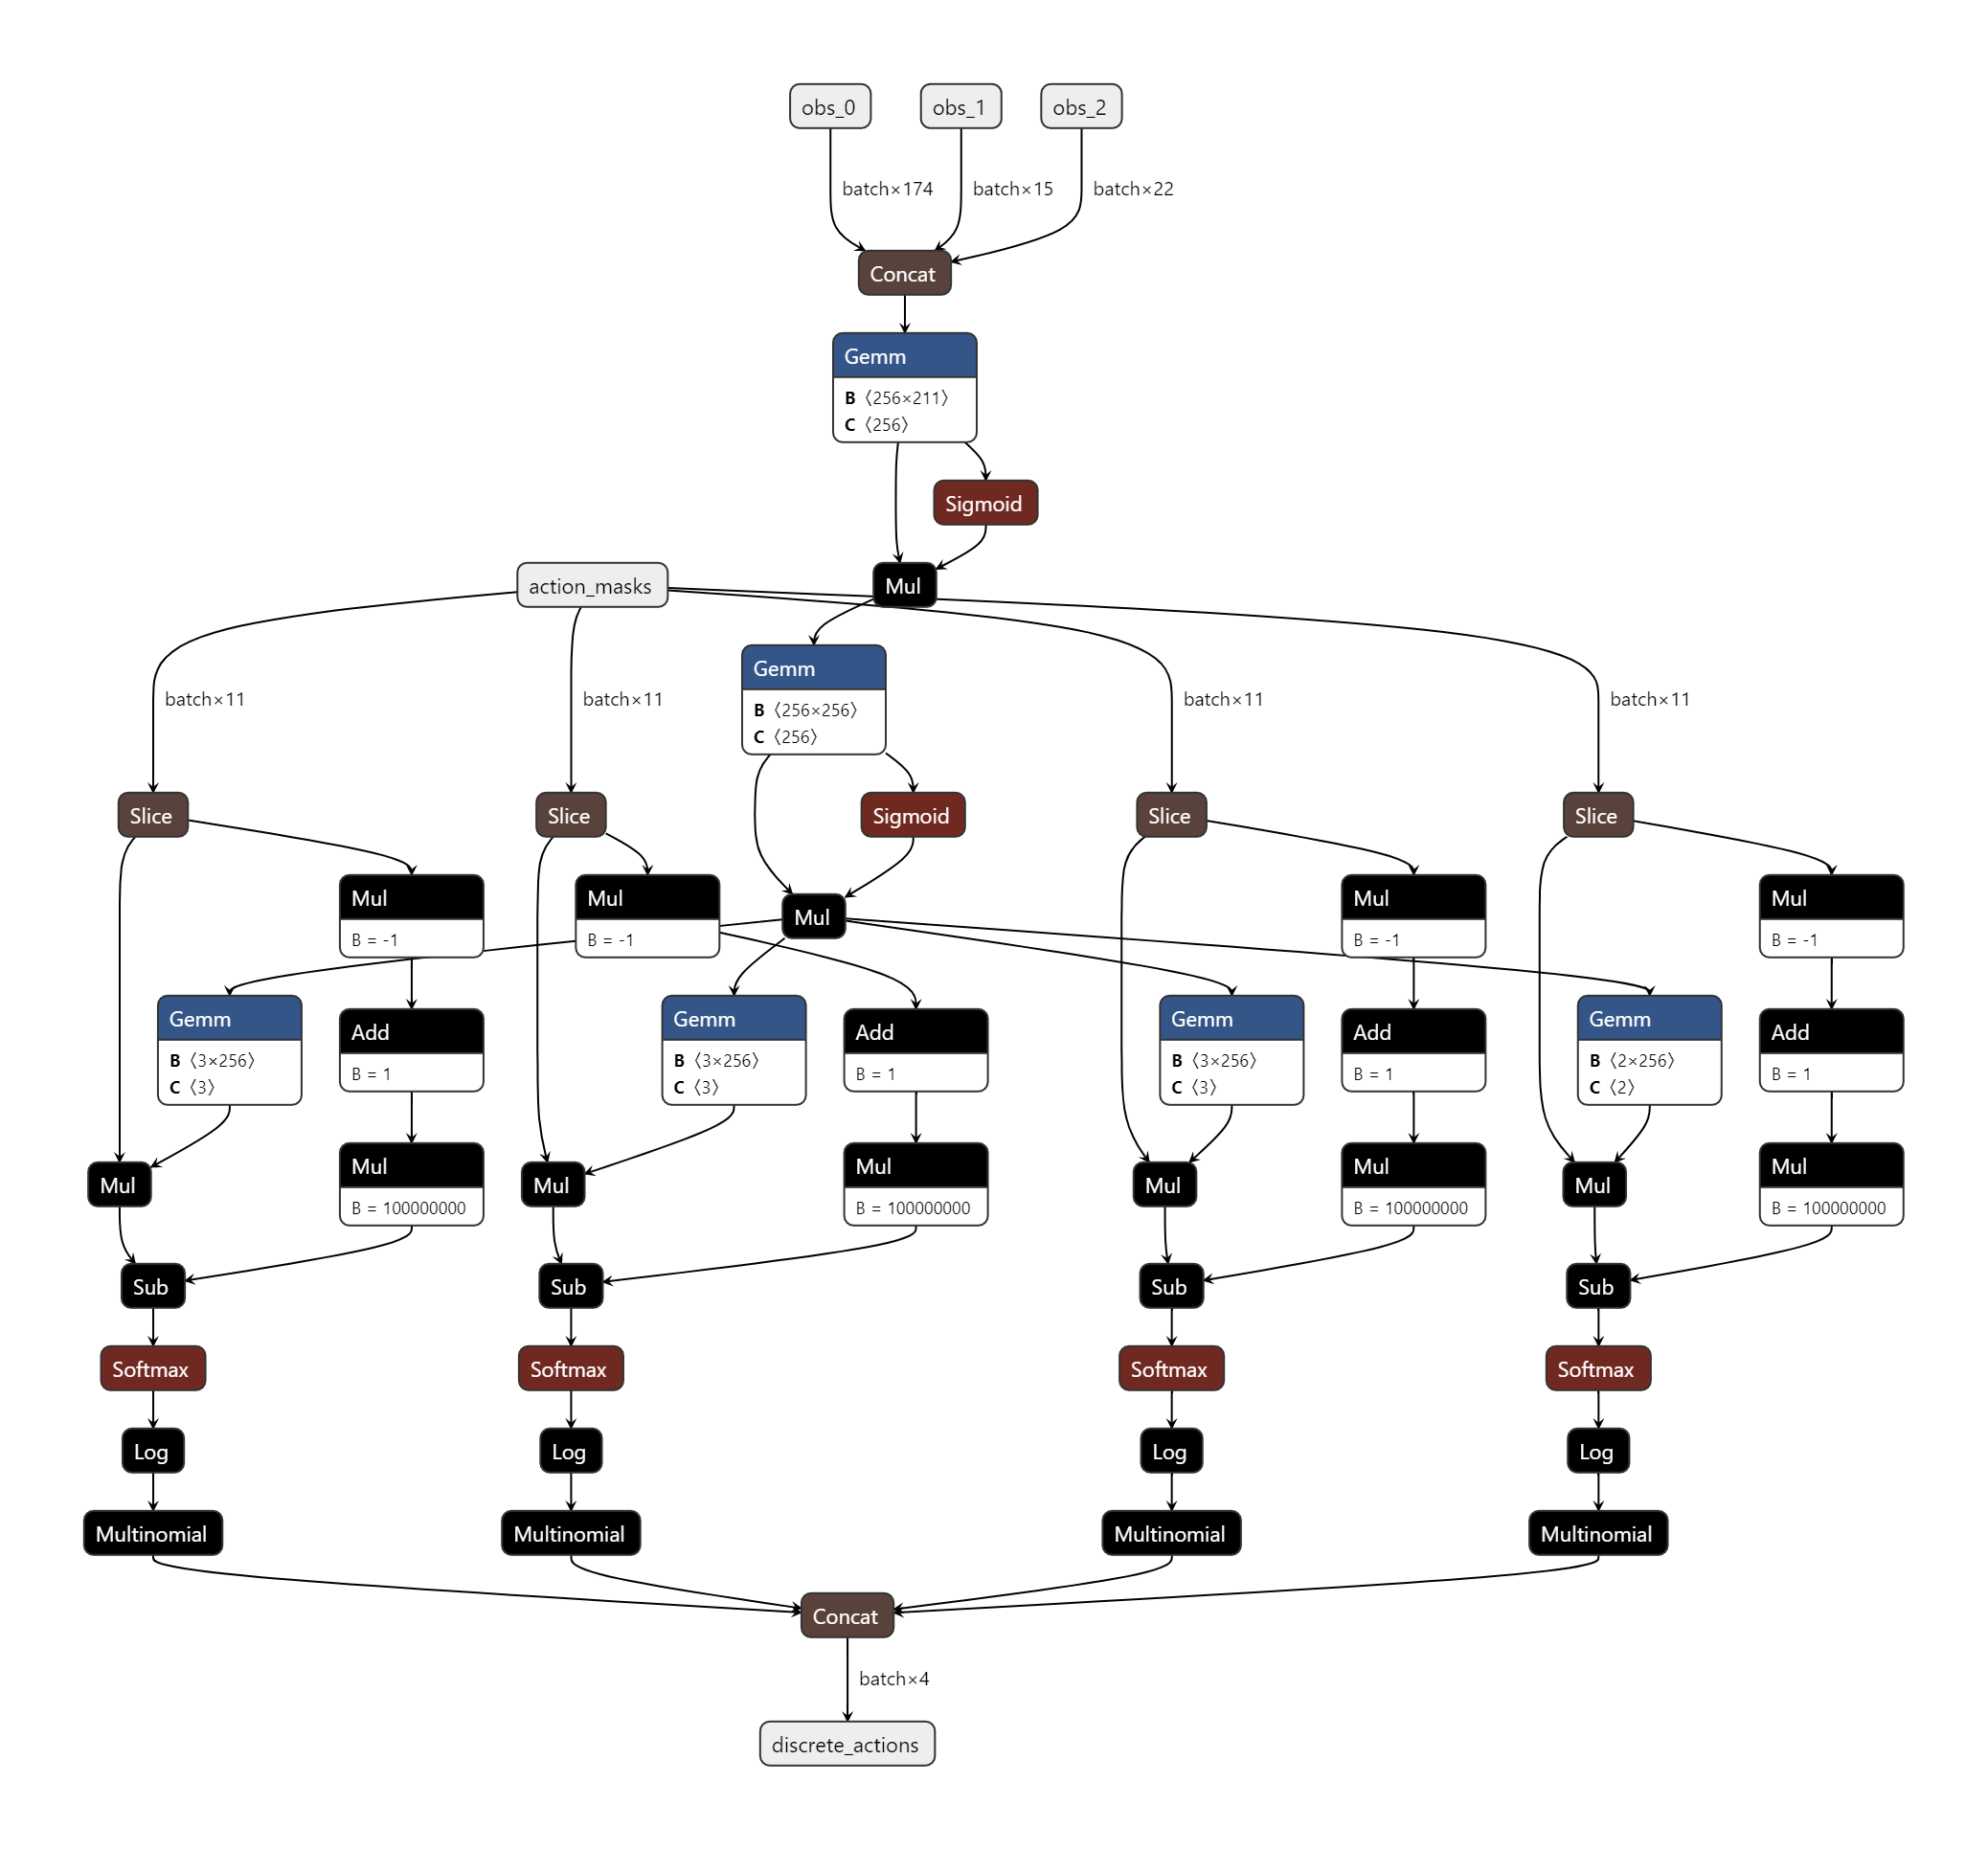 obs_0
obs_1
obs_2
batch×174
batch×15
batch×22
Concat
Gemm
B 〈256×211〉
C 〈256〉
Sigmoid
action_masks
Mul
Gemm
B 〈256×256〉
C 〈256〉
batch×11
batch×11
batch×11
batch×11
Slice
Slice
Sigmoid
Slice
Slice
Mul
B = -1
Mul
B = -1
Mul
Mul
B = -1
Mul
B = -1
Gemm
B 〈3×256〉
C 〈3〉
Add
B = 1
Gemm
B 〈3×256〉
C 〈3〉
Add
B = 1
Gemm
B 〈3×256〉
C 〈3〉
Add
B = 1
Gemm
B 〈2×256〉
C 〈2〉
Add
B = 1
Mul
Mul
B = 100000000
Mul
Mul
B = 100000000
Mul
Mul
B = 100000000
Mul
Mul
B = 100000000
Sub
Sub
Sub
Sub
Softmax
Softmax
Softmax
Softmax
Log
Log
Log
Log
Multinomial
Multinomial
Multinomial
Multinomial
Concat
batch×4
discrete_actions